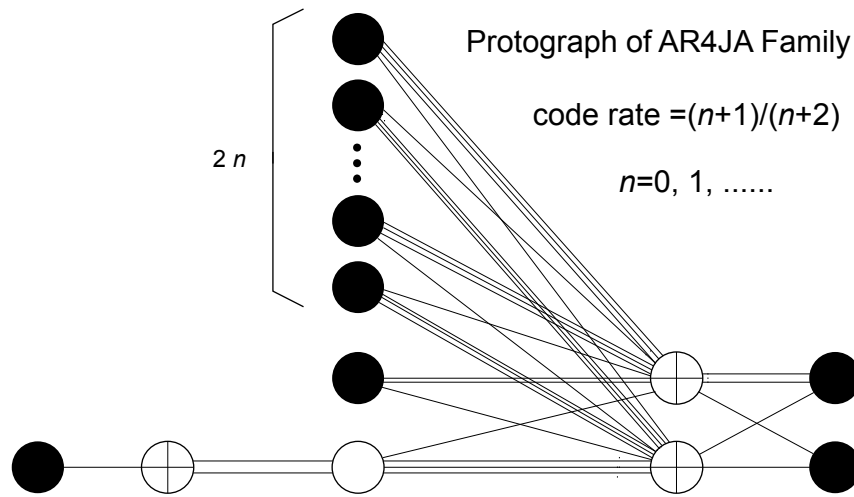 Protograph of AR4JA Family
code rate =(n+1)/(n+2)
2 n
n=0, 1, ......